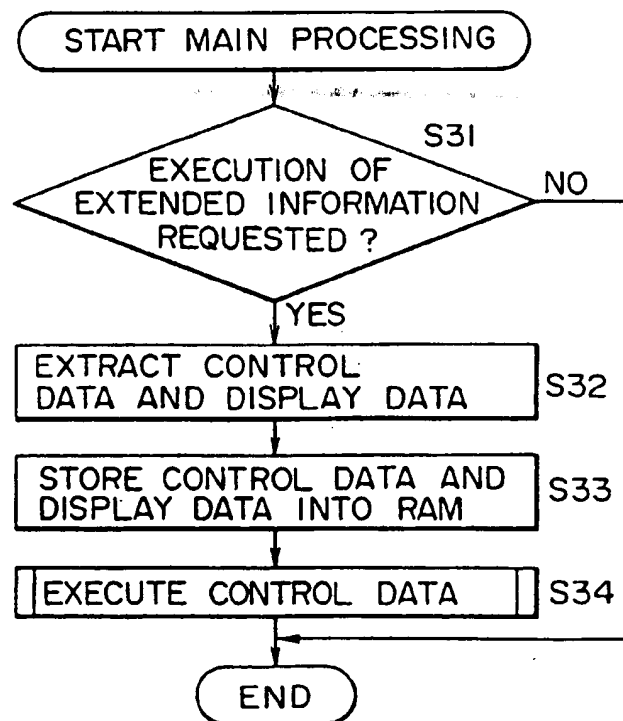 START MAIN PROCESSING
S31
EXECUTION OF
EXTENDED INFORMATION
REQUESTED?
NO
YES
EXTRACT CONTROL
DATA AND DISPLAY DATA
S32
STORE CONTROL DATA AND
DISPLAY DATA INTO RAM
S33
EXECUTE CONTROL DATA
S34
END